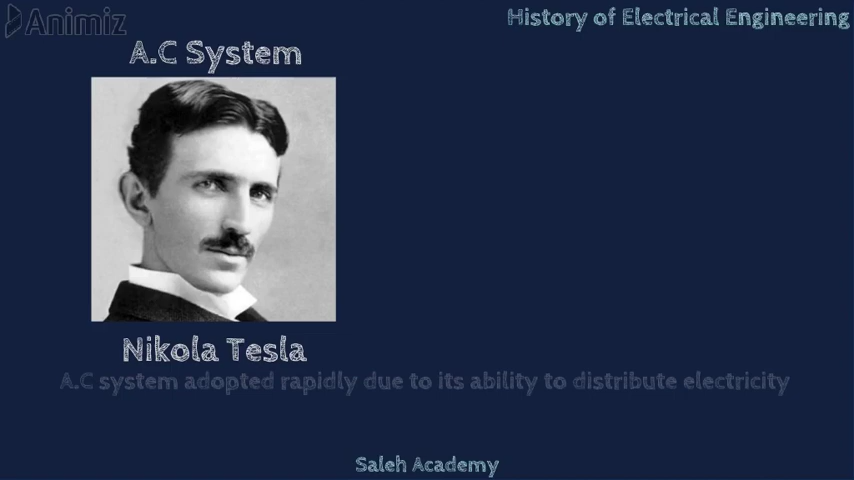 Animiz
History of Electrical Engineering
A.C System
Nikola Tesla
A.C system adopted rapidly due to its ability to distribute electricity
Saleh Academy